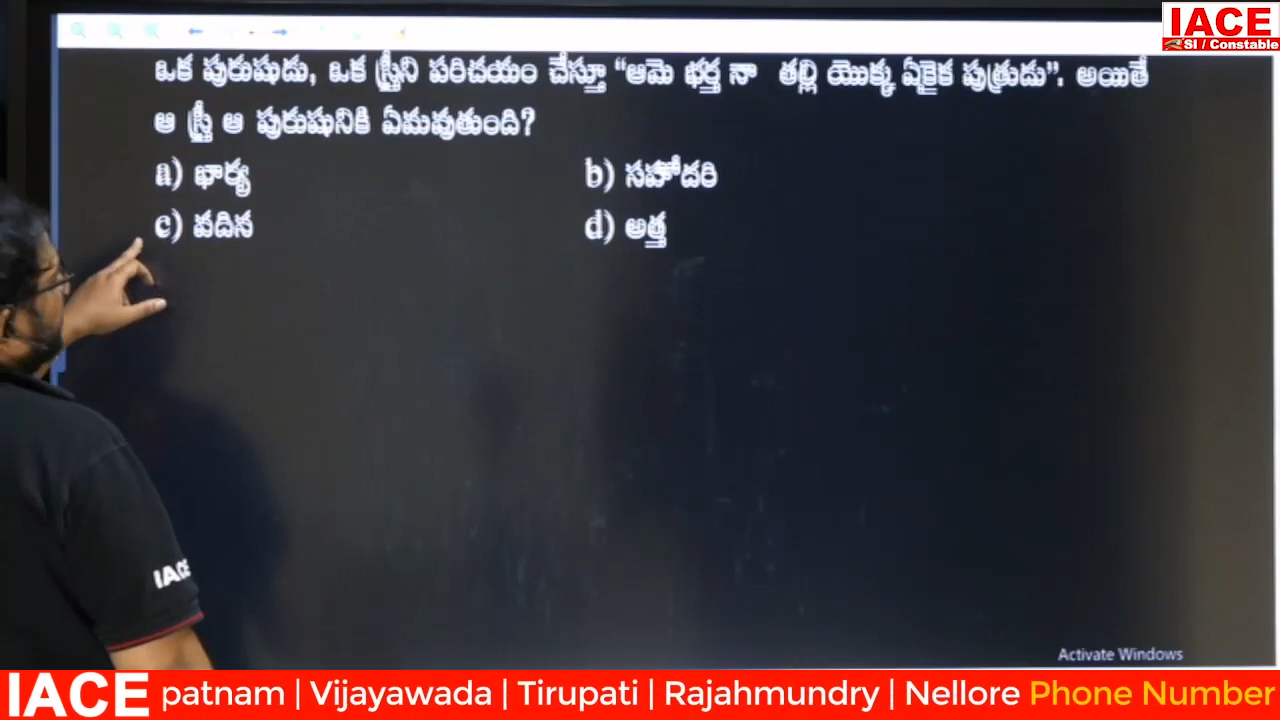 IACE
SI / Constable
ఒక పురుషుడు, ఒక స్త్రీని పరిచయం చేస్తూ “ఆమె భర్త నా తల్లి యొక్క ఏకైక పుత్రుడు”. అయితే
ఆ స్త్రీ ఆ పురుషునికి ఏమవుతుంది?
a) భార్య b) సహోదరి
c) వదిన d) అత్త
IACE
Activate Windows
IACE patnam | Vijayawada | Tirupati | Rajahmundry | Nellore Phone Number